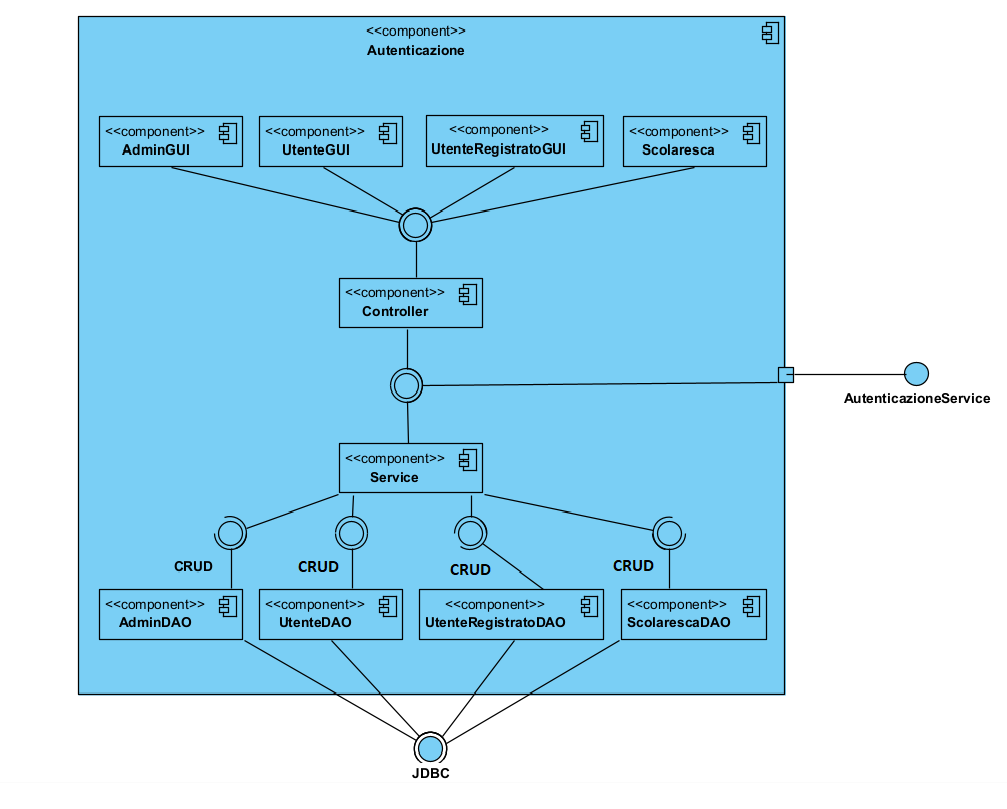 <<component>>
Autenticazione
<<component>>
AdminGUI
<<component>>
UtenteGUI
<<component>>
UtenteRegistratoGUI
<<component>>
Scolaresca
<<component>>
Controller
AutenticazioneService
<<component>>
Service
CRUD
CRUD
CRUD
CRUD
<<component>>
AdminDAO
<<component>>
UtenteDAO
<<component>>
UtenteRegistratoDAO
<<component>>
ScolarescaDAO
JDBC